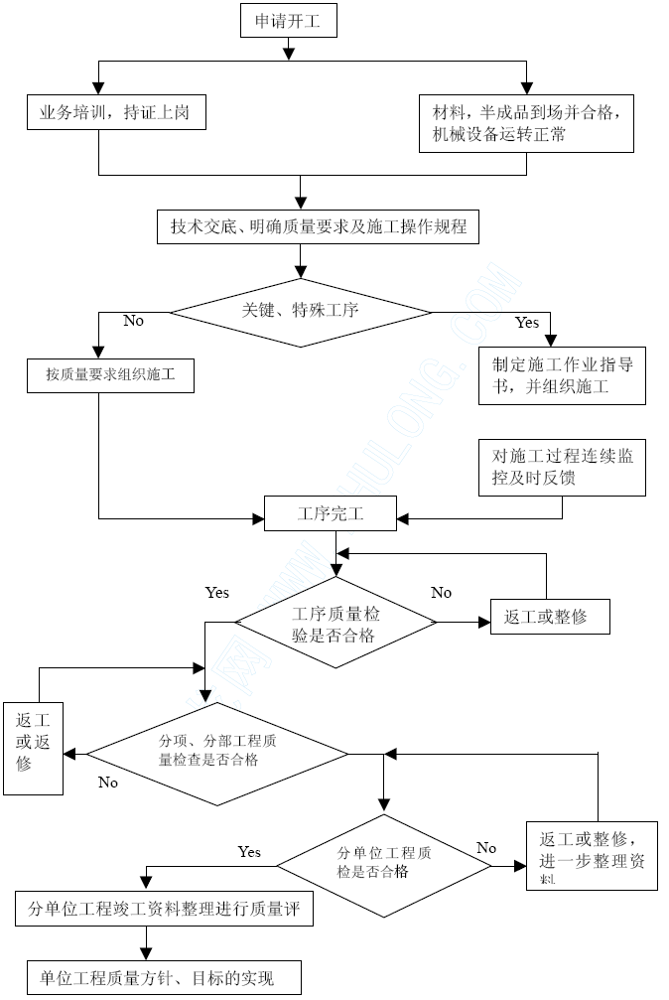 申请开工
业务培训，持证上岗
材料，半成品到场并合格，
机械设备运转正常
技术交底、明确质量要求及施工操作规程
关键、特殊工序
No
Yes
按质量要求组织施工
制定施工作业指导
书，并组织施工
对施工过程连续监
控及时反馈
工序完工
Yes
No
工序质量检
验是否合格
返工或整修
返工
或返
修
分项、分部工程质
量检查是否合格
No
Yes
分单位工程质
检是否合格
No
返工或整修，
进一步整理资
料
分单位工程竣工资料整理进行质量评
单位工程质量方针、目标的实现